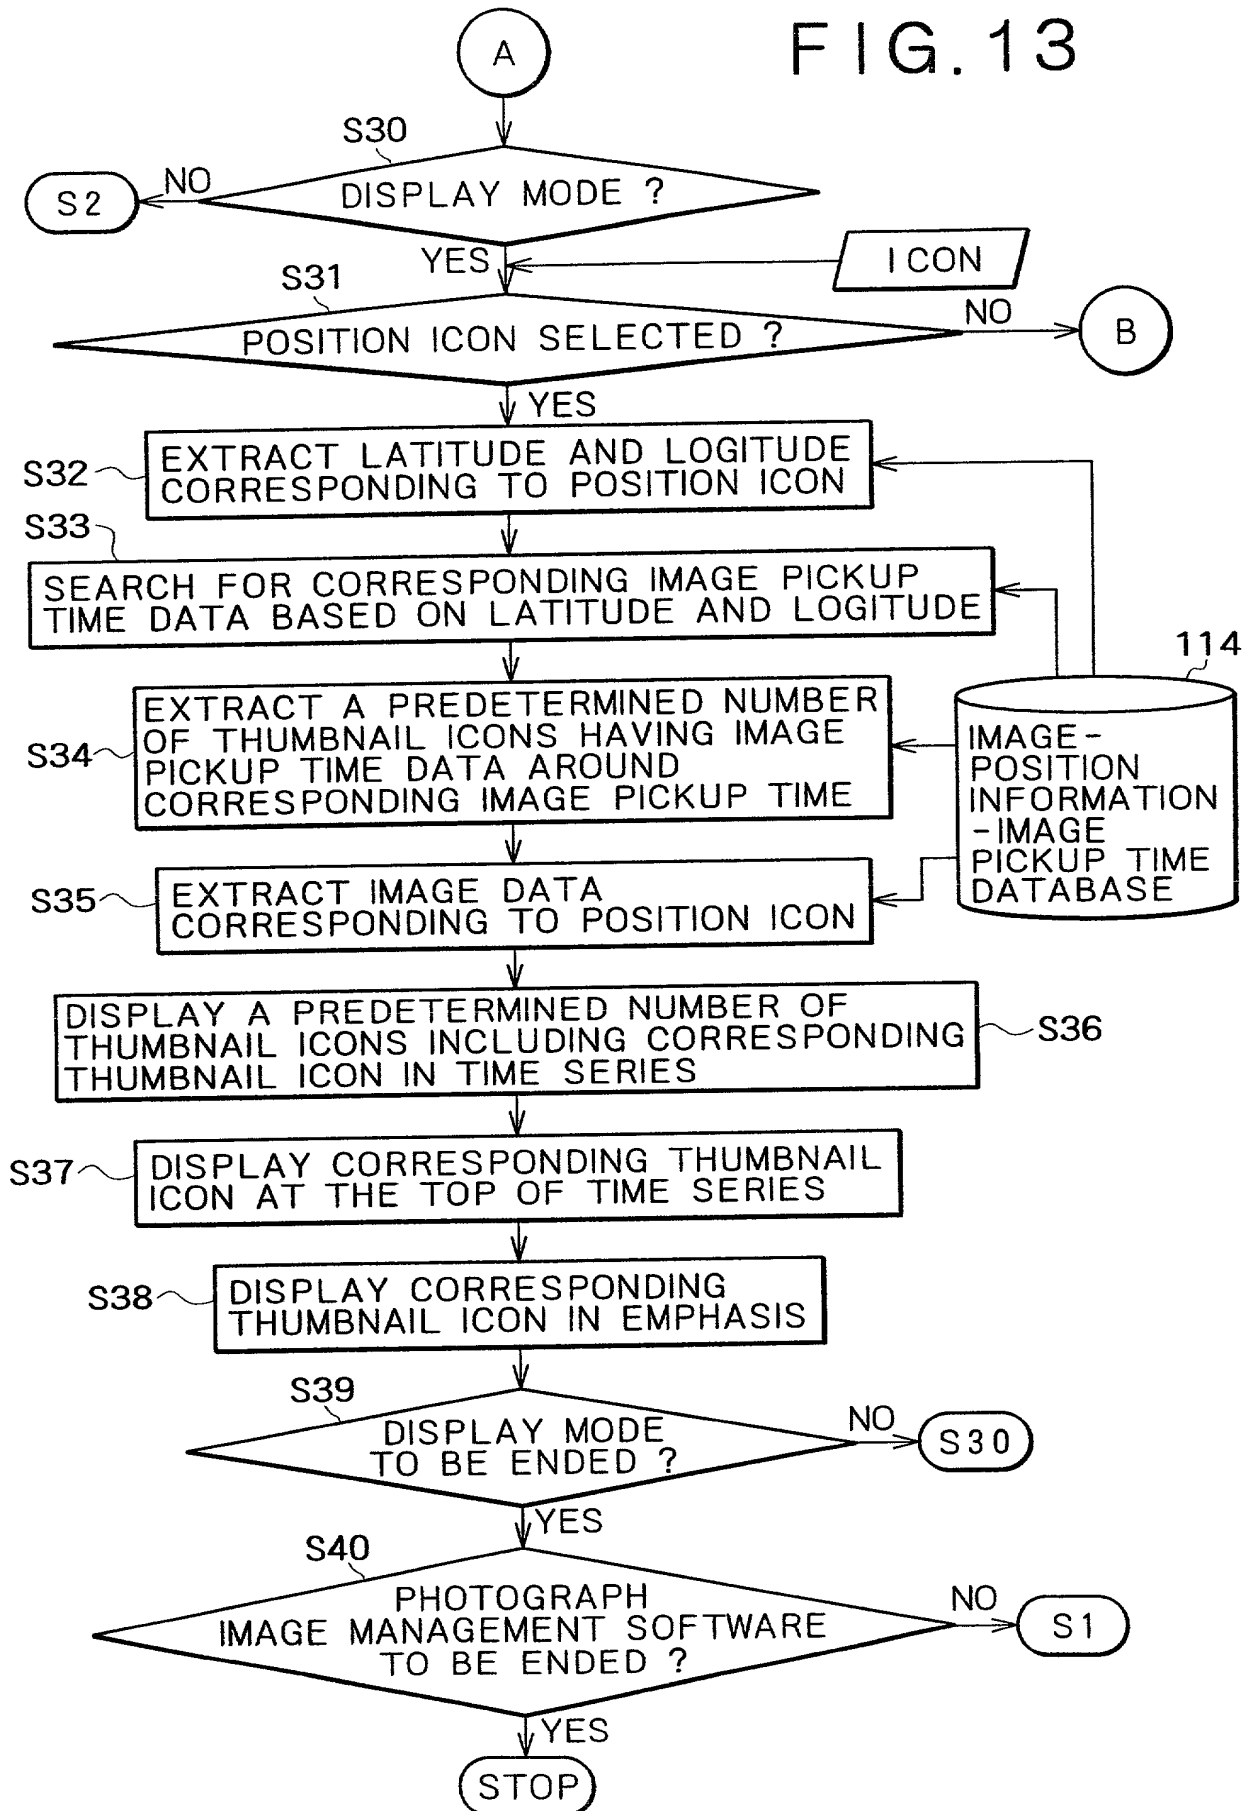 FIG.13
A
S30
DISPLAY MODE ?
NO
S2
YES
ICON
S31
POSITION ICON SELECTED ?
NO
B
YES
S32
EXTRACT LATITUDE AND LOGITUDE
CORRESPONDING TO POSITION ICON
S33
SEARCH FOR CORRESPONDING IMAGE PICKUP
TIME DATA BASED ON LATITUDE AND LOGITUDE
114
IMAGE-
POSITION
INFORMATION
-IMAGE
PICKUP TIME
DATABASE
S34
EXTRACT A PREDETERMINED NUMBER
OF THUMBNAIL ICONS HAVING IMAGE
PICKUP TIME DATA AROUND
CORRESPONDING IMAGE PICKUP TIME
S35
EXTRACT IMAGE DATA
CORRESPONDING TO POSITION ICON
DISPLAY A PREDETERMINED NUMBER OF
THUMBNAIL ICONS INCLUDING CORRESPONDING
THUMBNAIL ICON IN TIME SERIES
S36
S37
DISPLAY CORRESPONDING THUMBNAIL
ICON AT THE TOP OF TIME SERIES
S38
DISPLAY CORRESPONDING
THUMBNAIL ICON IN EMPHASIS
S39
DISPLAY MODE
TO BE ENDED ?
NO
S30
YES
S40
PHOTOGRAPH
IMAGE MANAGEMENT SOFTWARE
TO BE ENDED ?
NO
S1
YES
STOP